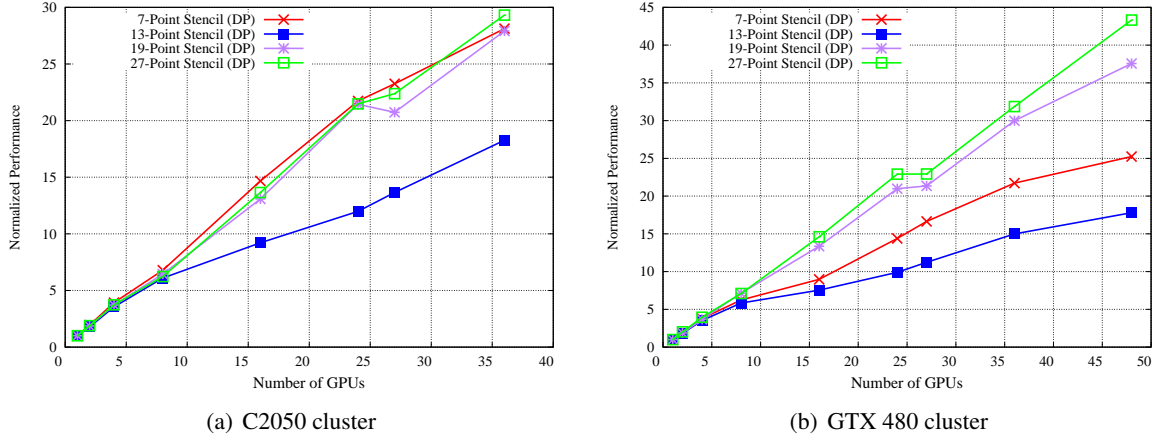 30
25
20
15
10
5
0
0 5 10 15 20 25 30 35 40
Normalized Performance
Number of GPUs
7-Point Stencil (DP)
13-Point Stencil (DP)
19-Point Stencil (DP)
27-Point Stencil (DP)
(a) C2050 cluster
45
40
35
30
25
20
15
10
5
0
0 5 10 15 20 25 30 35 40 45 50
Normalized Performance
Number of GPUs
7-Point Stencil (DP)
13-Point Stencil (DP)
19-Point Stencil (DP)
27-Point Stencil (DP)
(b) GTX 480 cluster